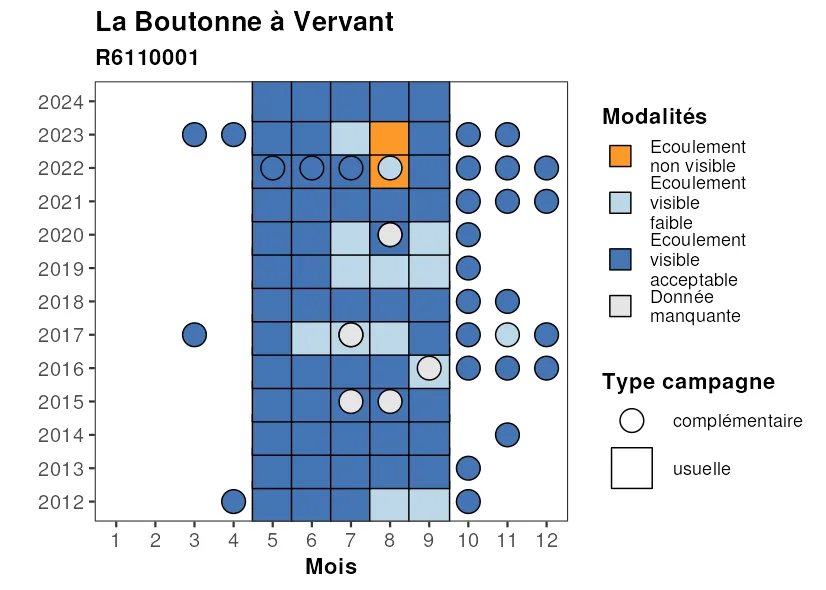 La Boutonne à Vervant
R6110001
2024
2023
2022
2021
2020
2019
2018
2017
2016
2015
2014
2013
2012
1 2 3 4 5 6 7 8 9 10 11 12
Mois
Modalités
Ecoulement
non visible
Ecoulement
visible
faible
Ecoulement
visible
acceptable
Donnée
manquante
Type campagne
complémentaire
usuelle